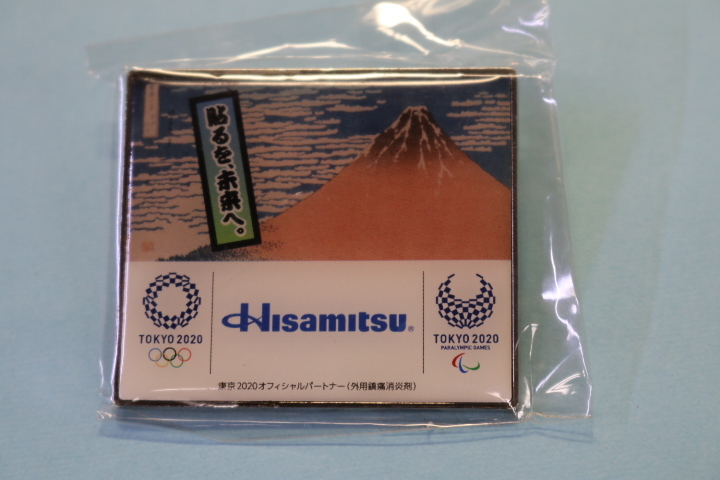 貼るを、未来へ。
TOKYO 2020
Hisamitsu®
TOKYO 2020
PARALYMPIC GAMES
東京2020オフィシャルパートナー（外用鎮痛消炎剤）